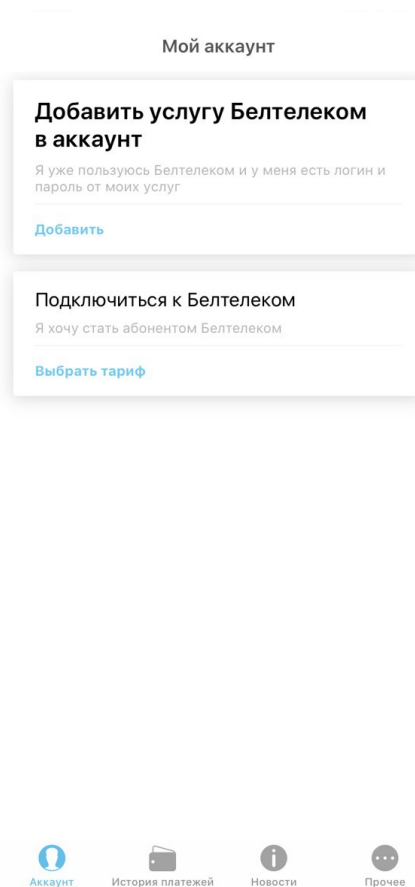 Мой аккаунт
Добавить услугу Белтелеком
в аккаунт
Я уже пользуюсь Белтелеком и у меня есть логин и
пароль от моих услуг
Добавить
Подключиться к Белтелеком
Я хочу стать абонентом Белтелеком
Выбрать тариф
Аккаунт
История платежей
Новости
Прочее